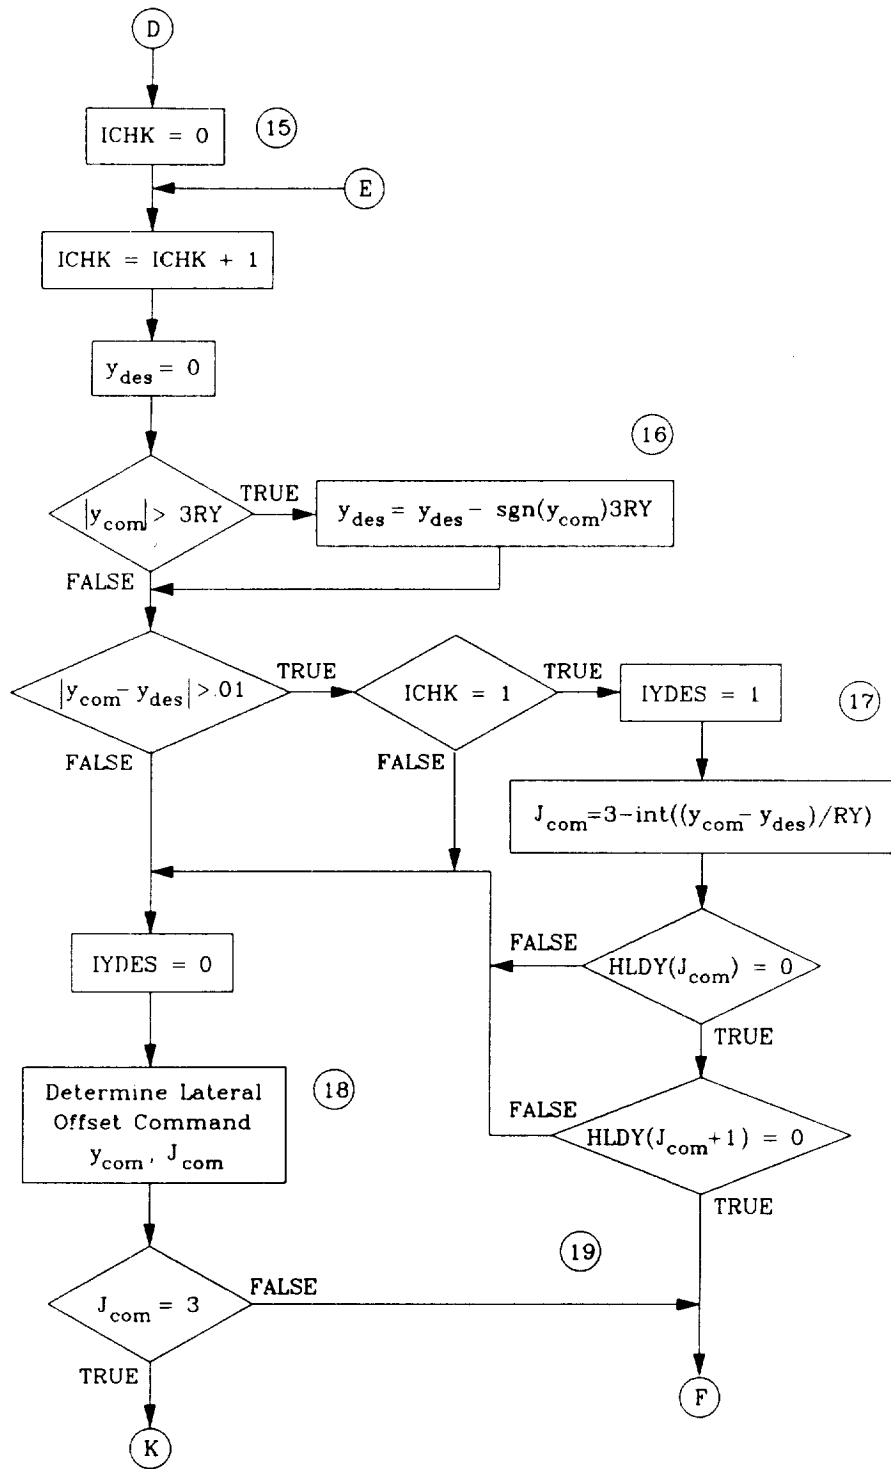 D
ICHK = 0
15
E
ICHK = ICHK + 1
y_des = 0
16
|y_com| > 3RY
TRUE
y_des = y_des - sgn(y_com)3RY
FALSE
|y_com - y_des| > .01
TRUE
ICHK = 1
TRUE
IYDES = 1
17
FALSE
FALSE
J_com=3-int((y_com - y_des)/RY)
IYDES = 0
FALSE
HLDY(J_com) = 0
TRUE
Determine Lateral
Offset Command
y_com, J_com
18
FALSE
HLDY(J_com+1) = 0
TRUE
19
J_com = 3
FALSE
TRUE
F
K